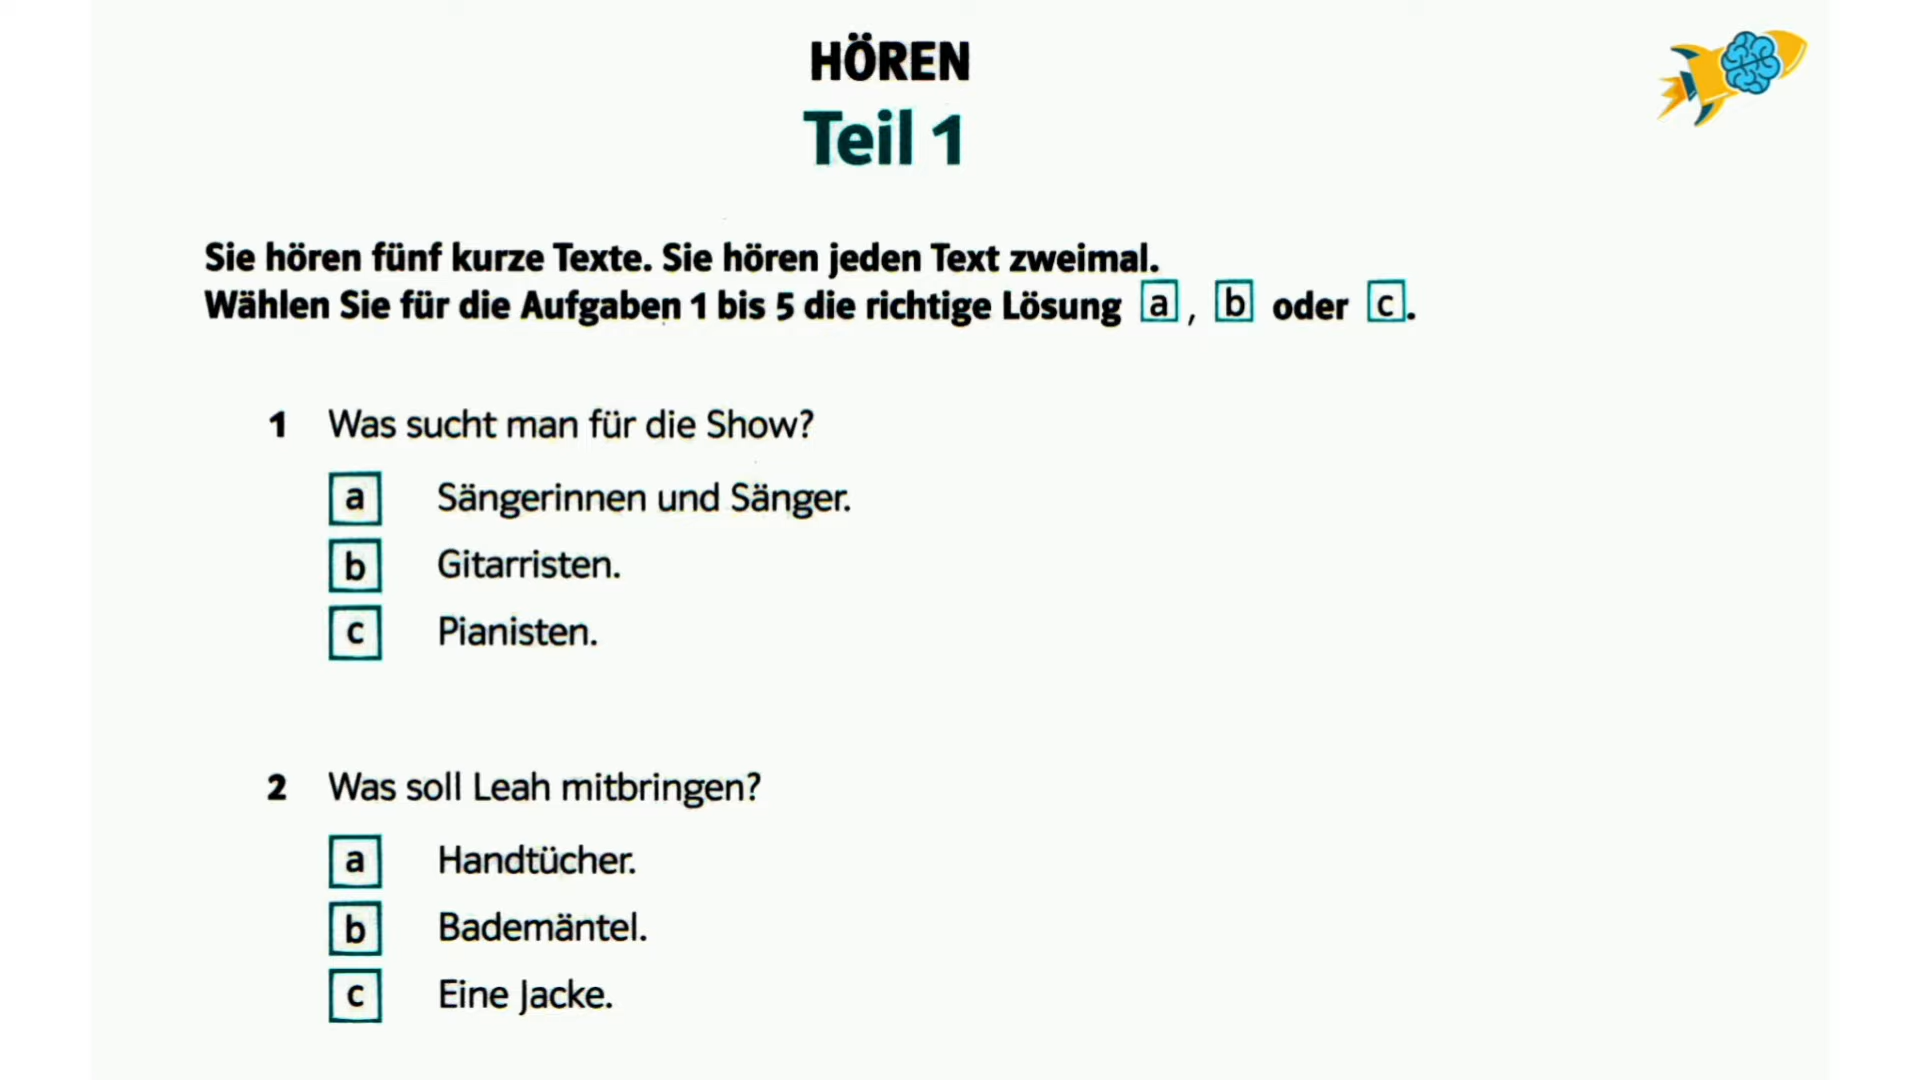 HÖREN
Teil 1
Sie hören fünf kurze Texte. Sie hören jeden Text zweimal.
Wählen Sie für die Aufgaben 1 bis 5 die richtige Lösung a, b oder c.
1 Was sucht man für die Show?
a Sängerinnen und Sänger.
b Gitarristen.
c Pianisten.
2 Was soll Leah mitbringen?
a Handtücher.
b Bademäntel.
c Eine Jacke.